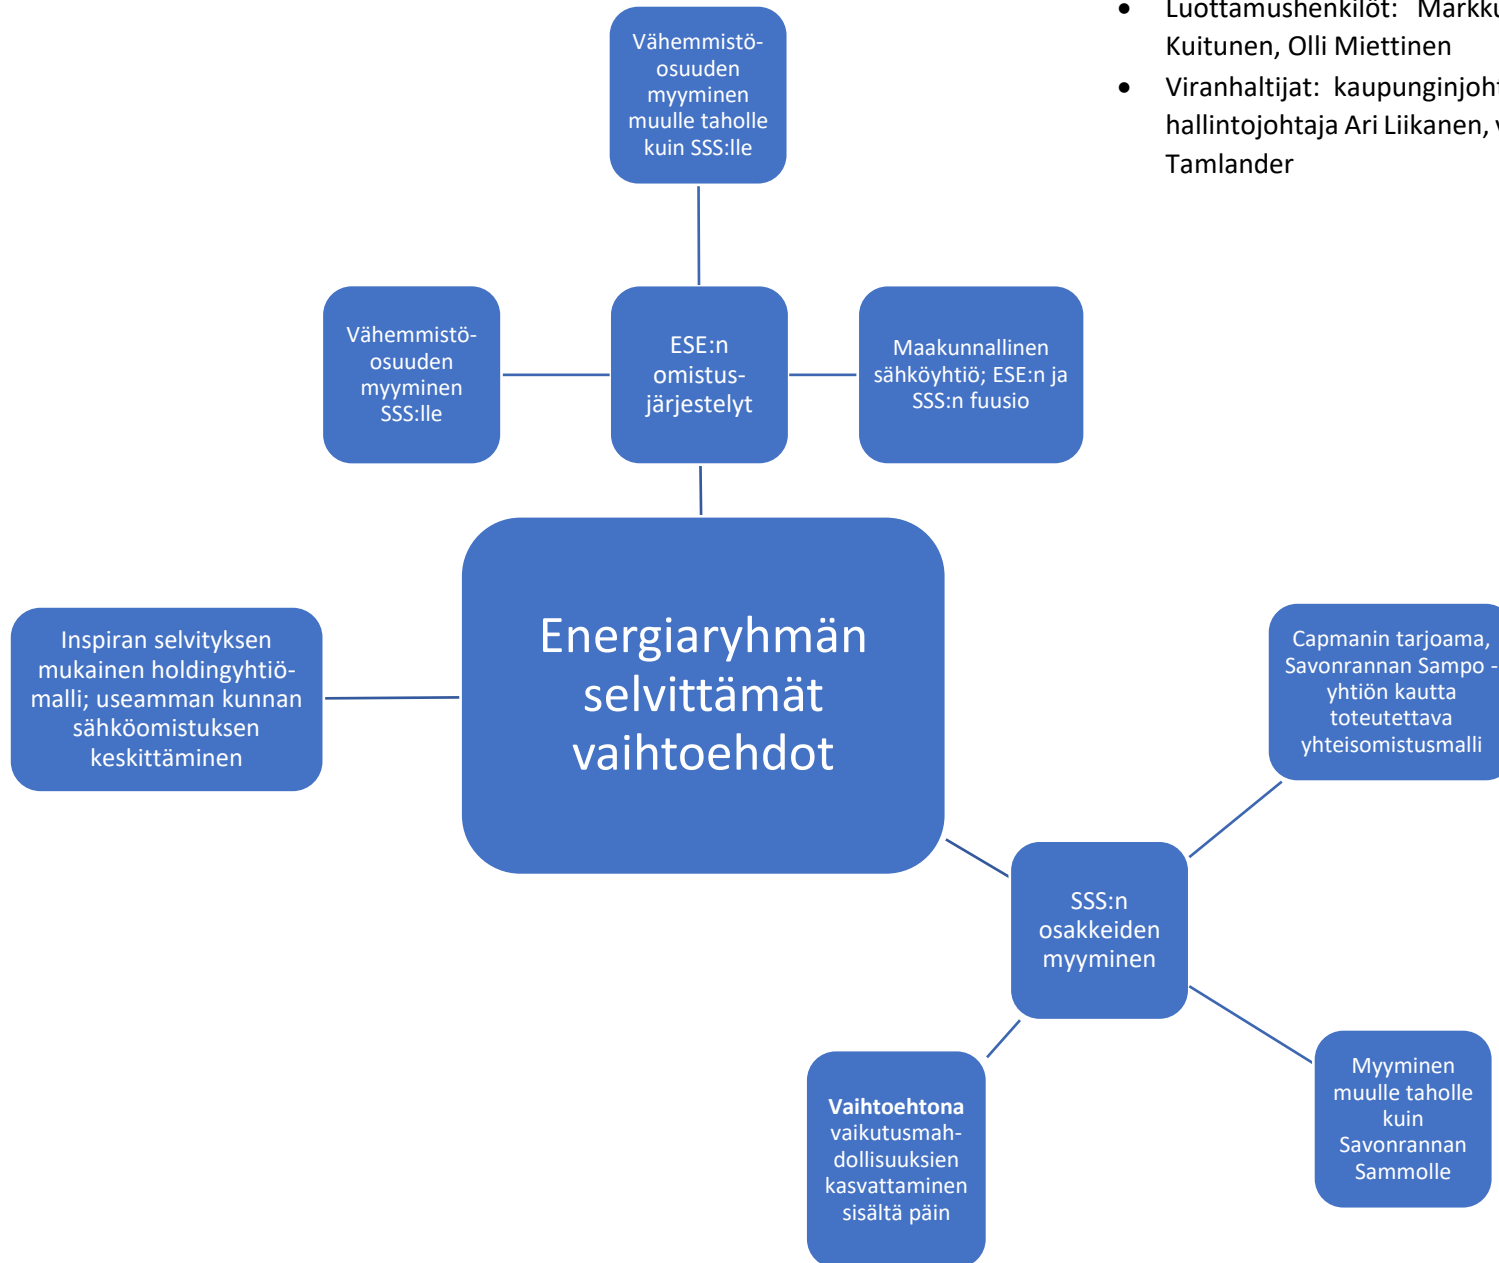 Luottamushenkilöt: Markku
Kuitunen, Olli Miettinen
Viranhaltijat: kaupunginjoht
hallintojohtaja Ari Liikanen, v
Tamlander
Vähemmistö-
osuuden
myyminen
muulle taholle
kuin SSS:lle
Vähemmistö-
osuuden
myyminen
SSS:lle
ESE:n
omistus-
järjestelyt
Maakunnallinen
sähköyhtiö; ESE:n ja
SSS:n fuusio
Energiaryhmän
selvittämät
vaihtoehdot
Inspiran selvityksen
mukainen holdingyhtiö-
malli; useamman kunnan
sähköomistuksen
keskittäminen
Capmanin tarjoama,
Savonrannan Sampo -
yhtiön kautta
toteutettava
yhteisomistusmalli
SSS:n
osakkeiden
myyminen
Vaihtoehtona
vaikutusmah-
dollisuuksien
kasvattaminen
sisältä päin
Myyminen
muulle taholle
kuin
Savonrannan
Sammolle